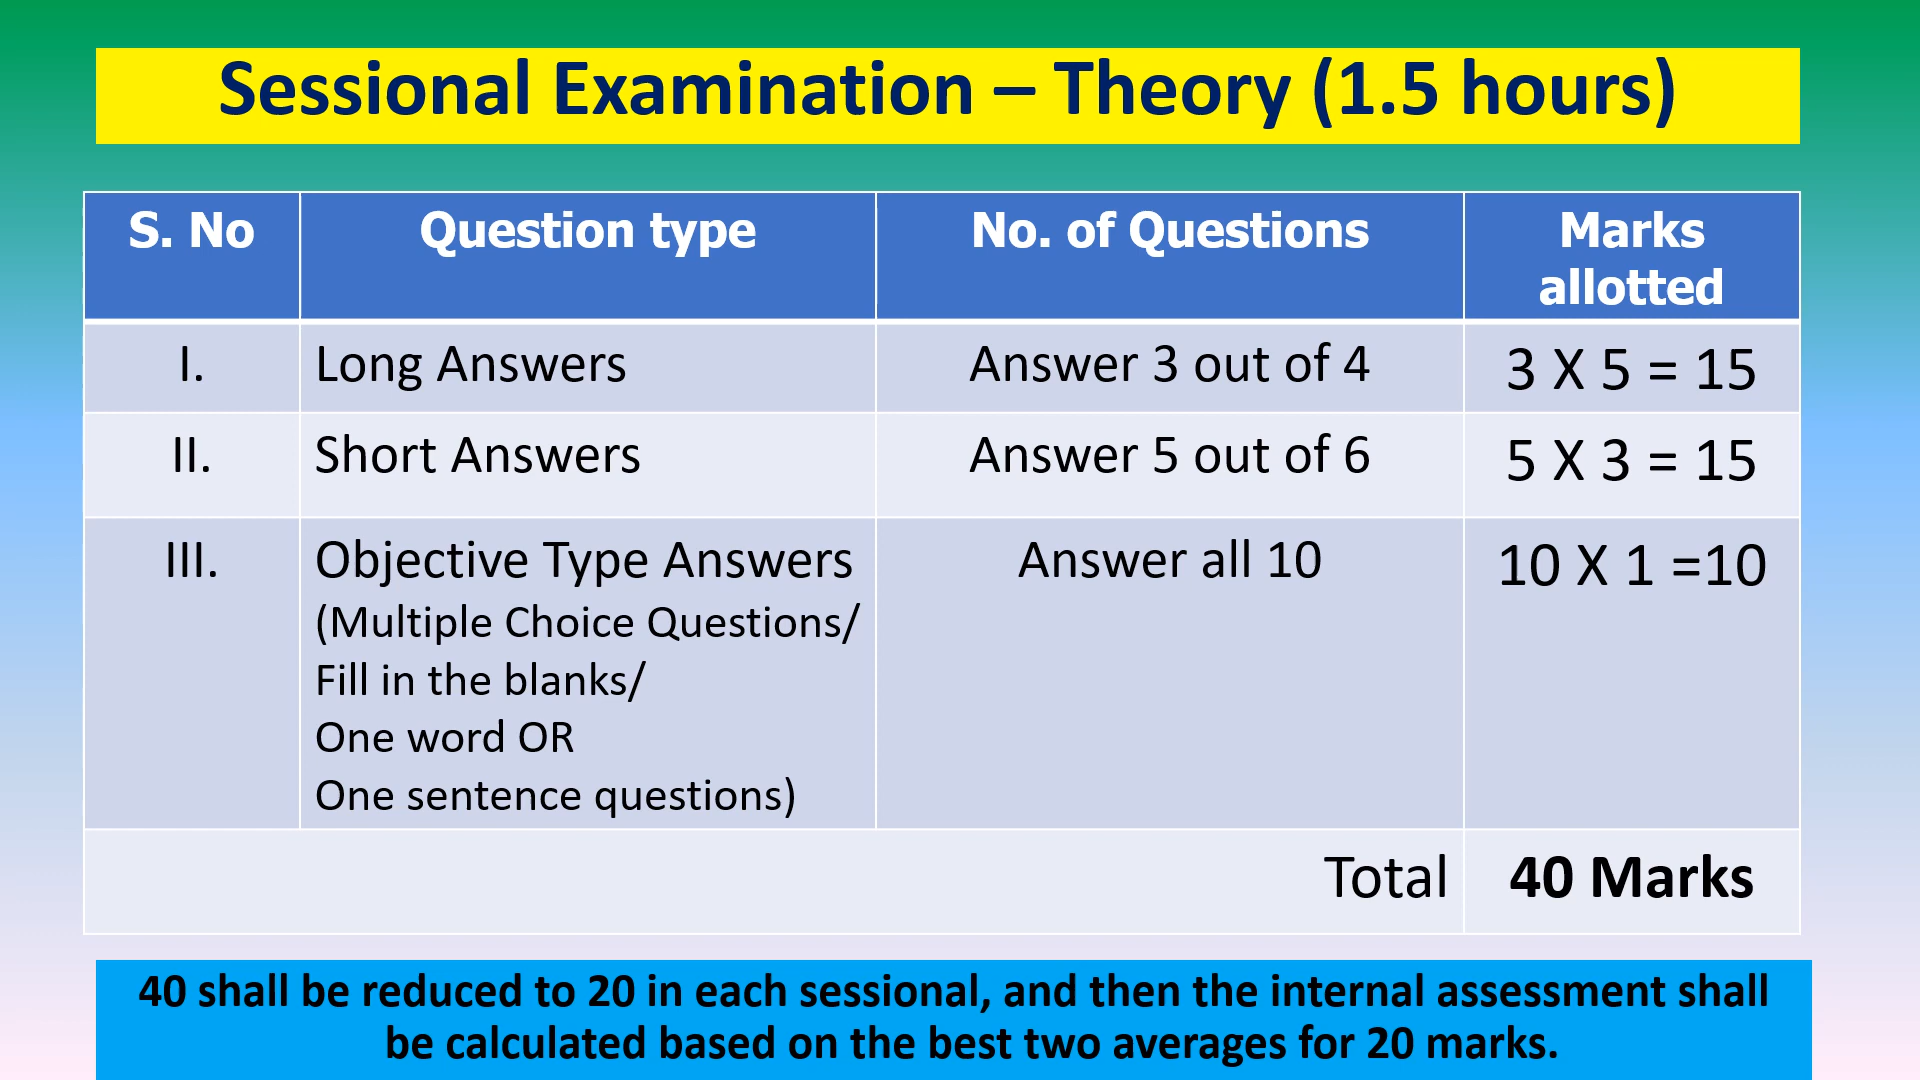 Sessional Examination – Theory (1.5 hours)
S. No
Question type
No. of Questions
Marks
allotted
I.
Long Answers
Answer 3 out of 4
3 X 5 = 15
II.
Short Answers
Answer 5 out of 6
5 X 3 = 15
III.
Objective Type Answers
(Multiple Choice Questions/
Fill in the blanks/
One word OR
One sentence questions)
Answer all 10
10 X 1 =10
Total
40 Marks
40 shall be reduced to 20 in each sessional, and then the internal assessment shall
be calculated based on the best two averages for 20 marks.